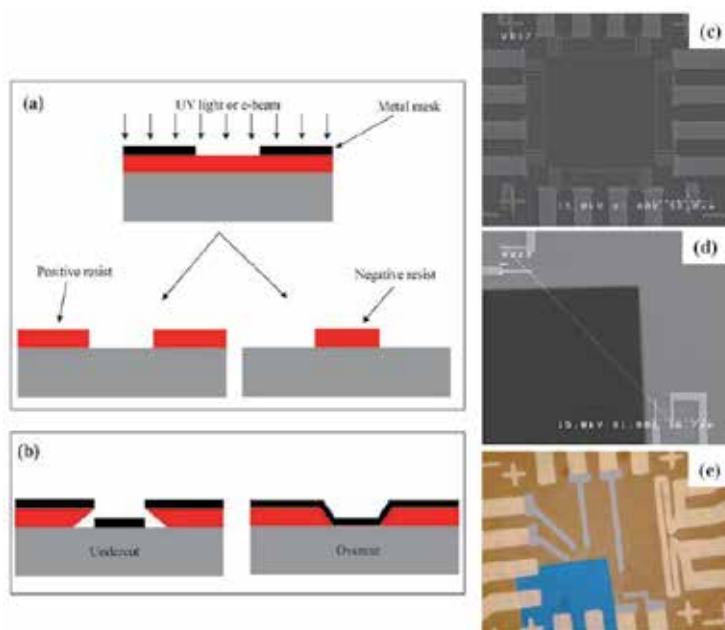 (a)
UV light or e-beam
Metal mask
Positive resist
Negative resist
(b)
Undercut
Overcut
(c)
(d)
(e)